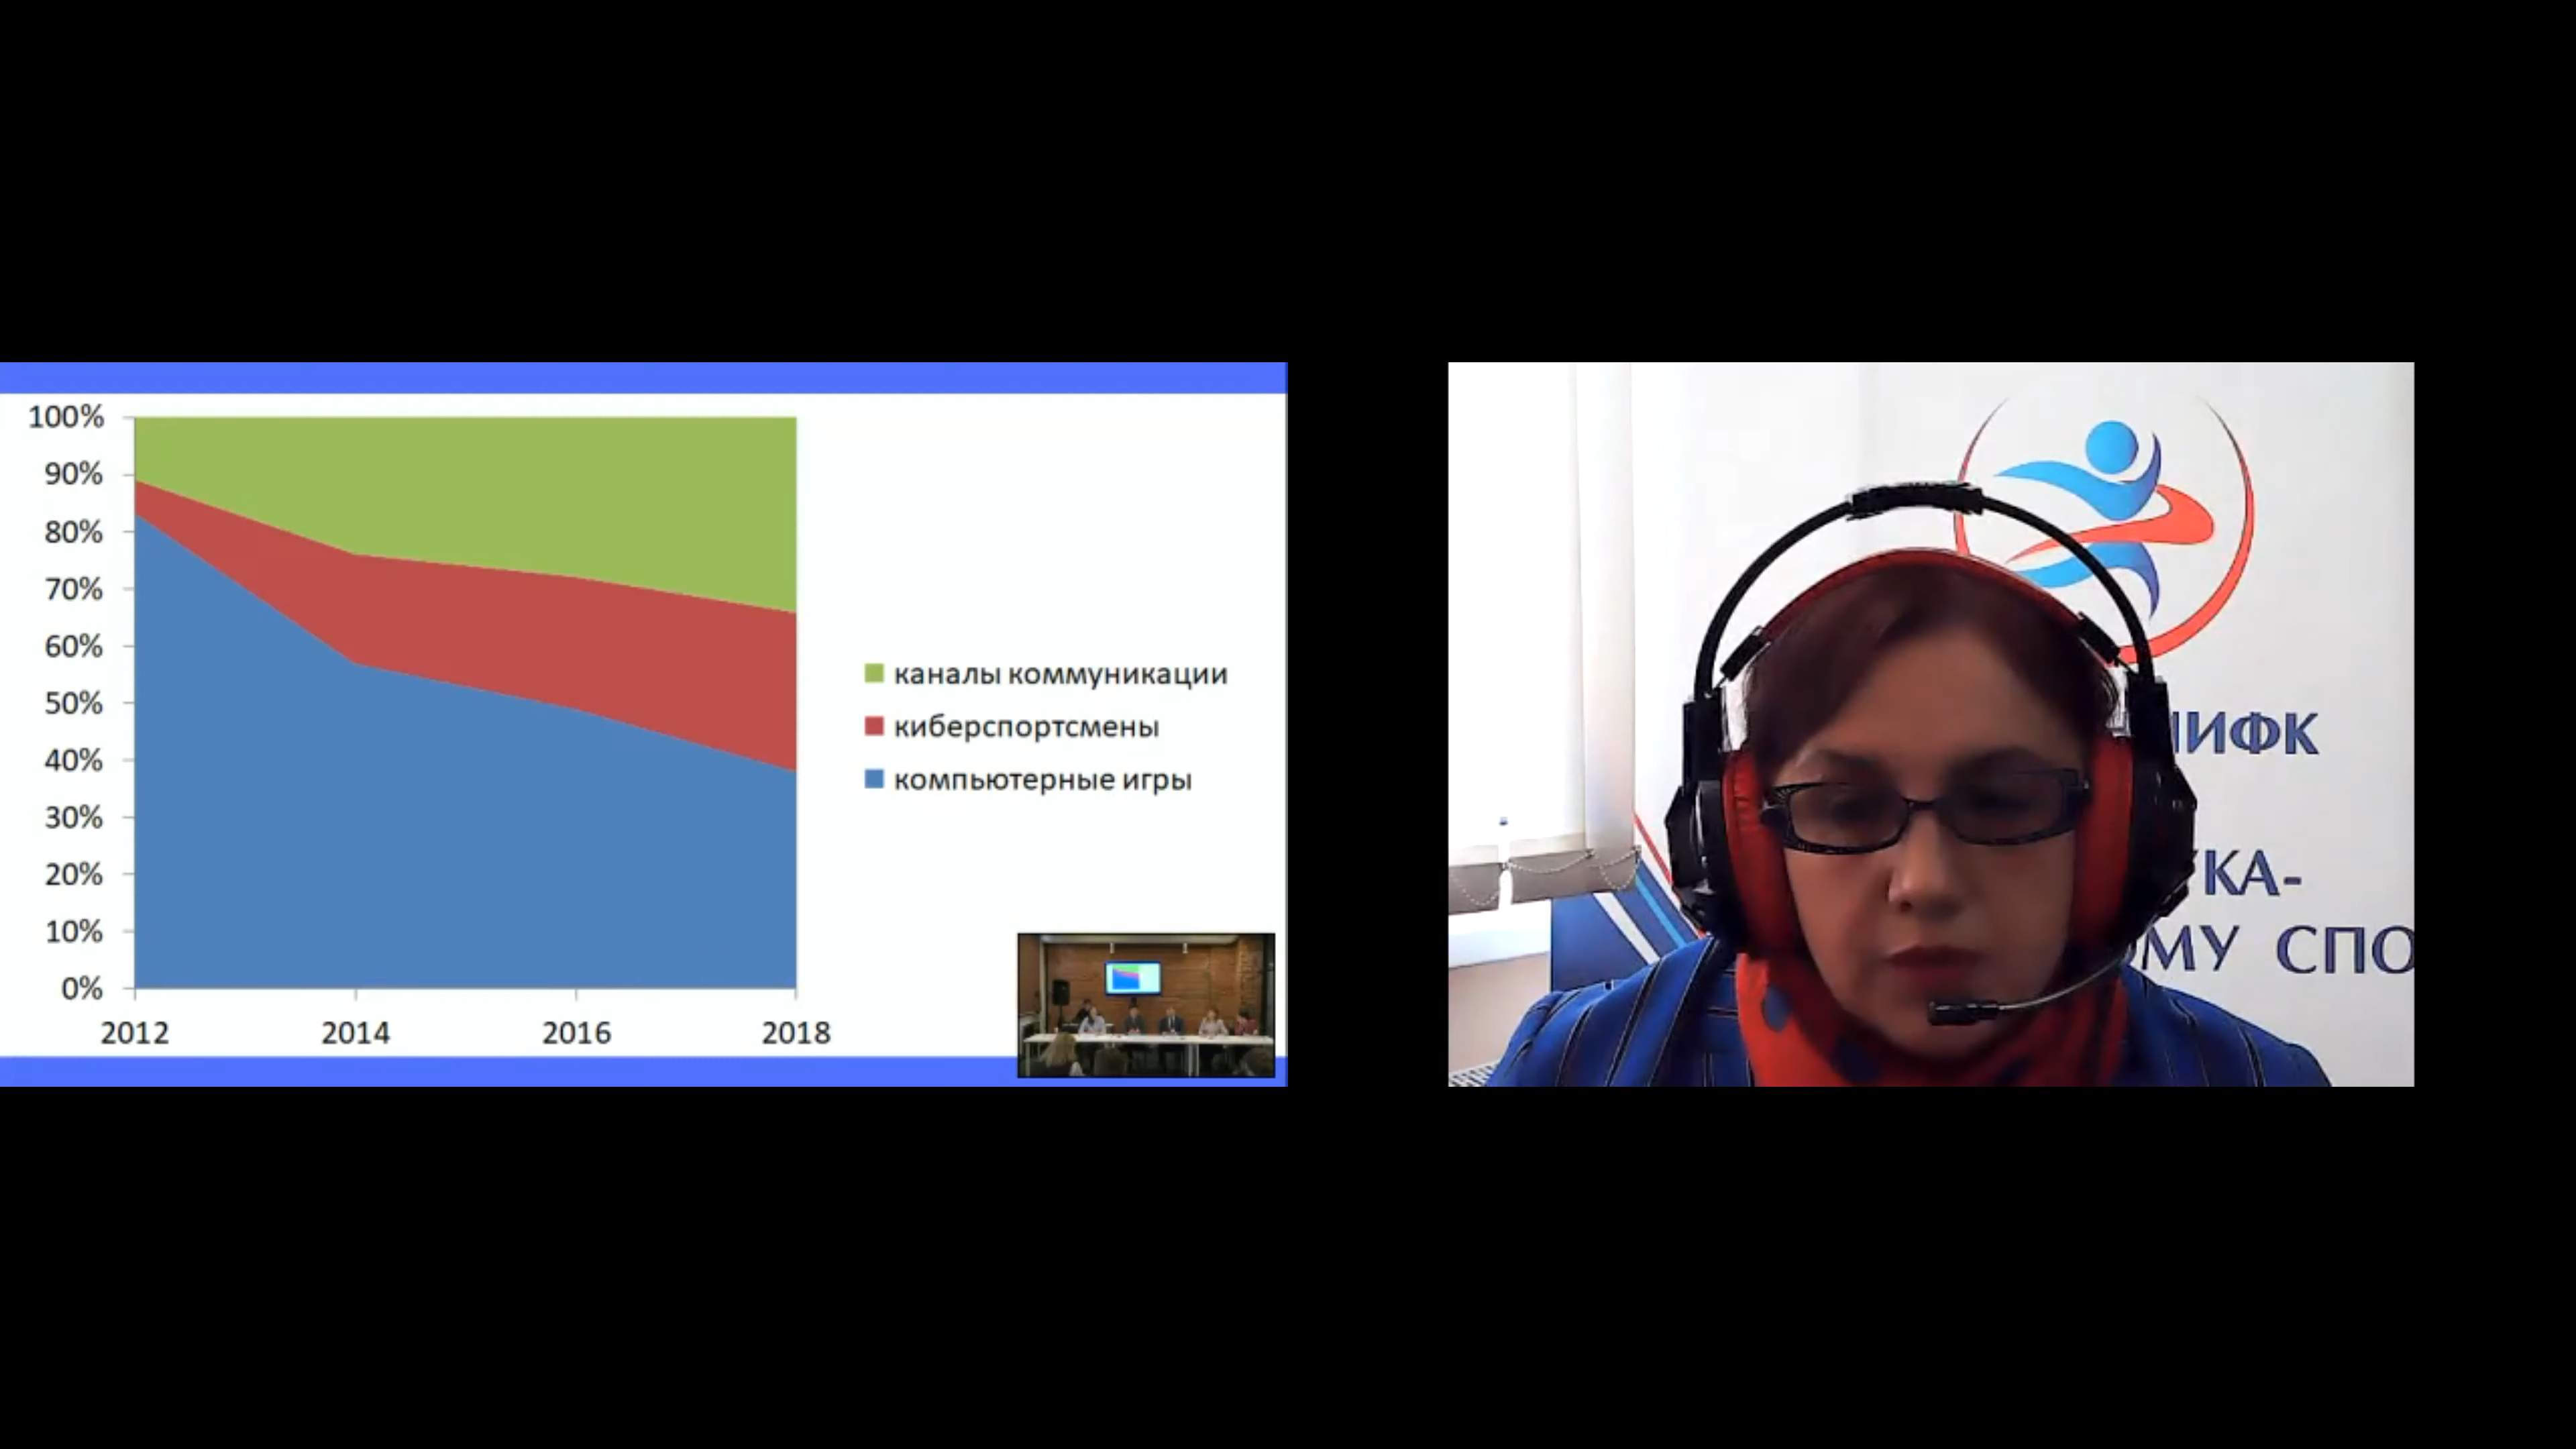 100%
90%
80%
70%
60%
50%
40%
30%
20%
10%
0%
2012 2014 2016 2018
каналы коммуникации
киберспортсмены
компьютерные игры
ИФК
КА-
МУ СПО